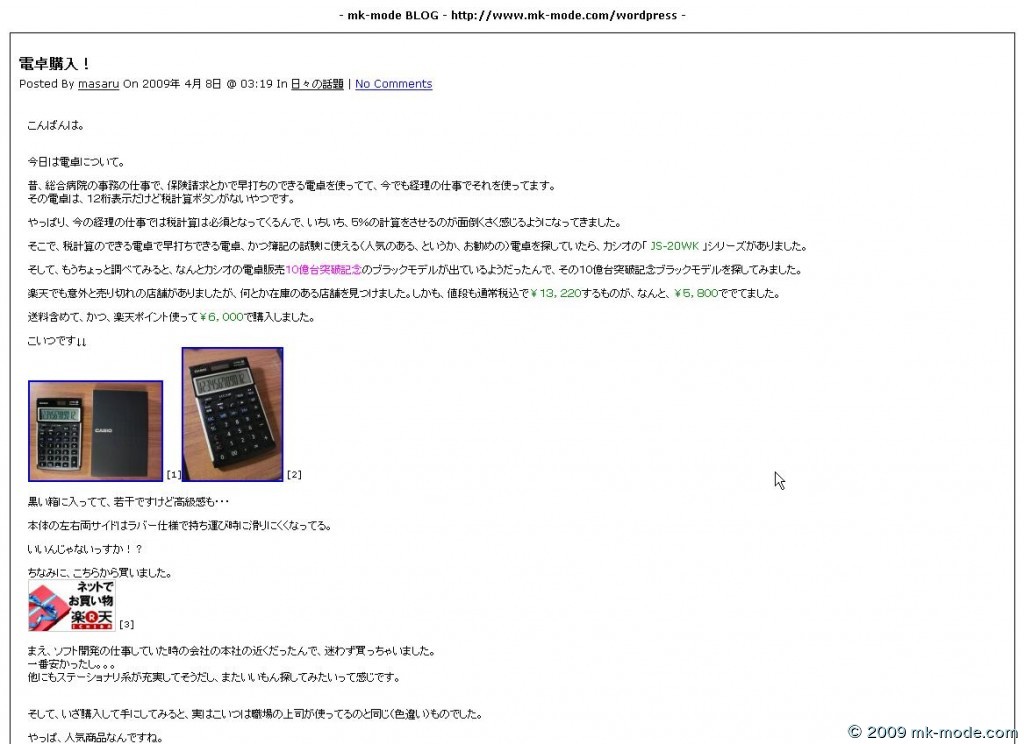 - mk-mode BLOG - http://www.mk-mode.com/wordpress -
電卓購入！
Posted By masaru On 2009年 4月 8日 @ 03:19 In 日々の話題 | No Comments
こんばんは。
今日は電卓について。
昔、総合病院の事務の仕事で、保険請求とかで早打ちのできる電卓を使ってて、今でも経理の仕事でそれを使ってます。
その電卓は、12桁表示だけど税計算ボタンがないやつです。
やっぱり、今の経理の仕事では税計算は必須となってくるんで、いちいち、5%の計算をさせるのが面倒くさく感じるようになってきました。
そこで、税計算のできる電卓で早打ちできる電卓、かつ簿記の試験に使える(人気のある、というか、お勧めの)電卓を探していたら、カシオの「 JS-20WK 」シリーズがありました。
そして、もうちょっと調べてみると、なんとカシオの電卓販売10億台突破記念のブラックモデルが出ているようだったんで、その10億台突破記念ブラックモデルを探してみました。
楽天でも意外と売り切れの店舗がありましたが、何とか在庫のある店舗を見つけました。しかも、値段も通常税込で￥13,220するものが、なんと、￥5,800ででてました。
送料含めて、かつ、楽天ポイント使って￥6,000で購入しました。
こいつです↓↓
CASIO
[1]
[2]
黒い箱に入ってて、若干ですけど高級感も・・・
本体の左右両サイドはラバー仕様で持ち運び時に滑りにくくなってる。
いいんじゃないっすか！？
ちなみに、こちらから買いました。
ネットで
お買い物
楽天
ICHIBA
[3]
まえ、ソフト開発の仕事していた時の会社の本社の近くだったんで、迷わず買っちゃいました。
一番安かったし。。。
他にもステーショナリ系が充実してそうだし、またいいもん探してみたいって感じです。
そして、いざ購入して手にしてみると、実はこいつは職場の上司が使ってるのと同じ(色違い)ものでした。
やっぱ、人気商品なんですね。
© 2009 mk-mode.com